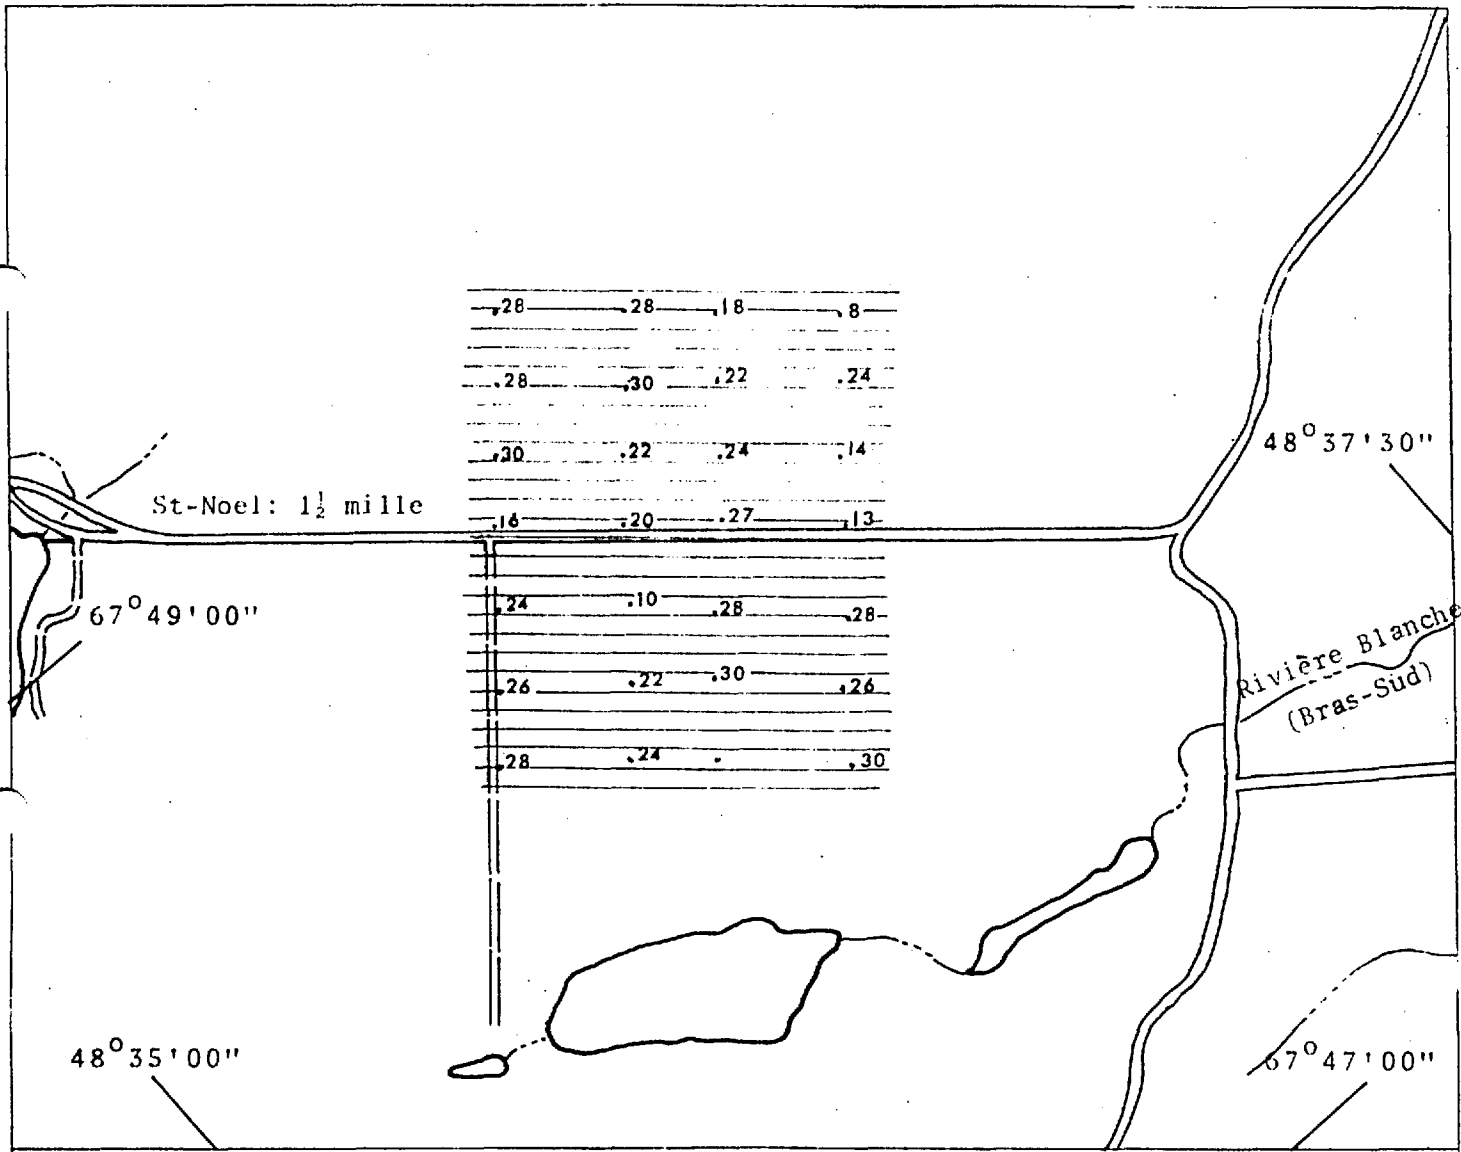 .28 .28 .18 .8
.28 .30 .22 .24
.30 .22 .24 .14
48°37'30"
St-Noel: 1½ mille
.16 .20 .27 .13
.24 .10 .28 .28
67°49'00"
Rivière Blanche
(Bras-Sud)
.26 .22 .30 .26
.28 .24 . .30
48°35'00"
67°47'00"